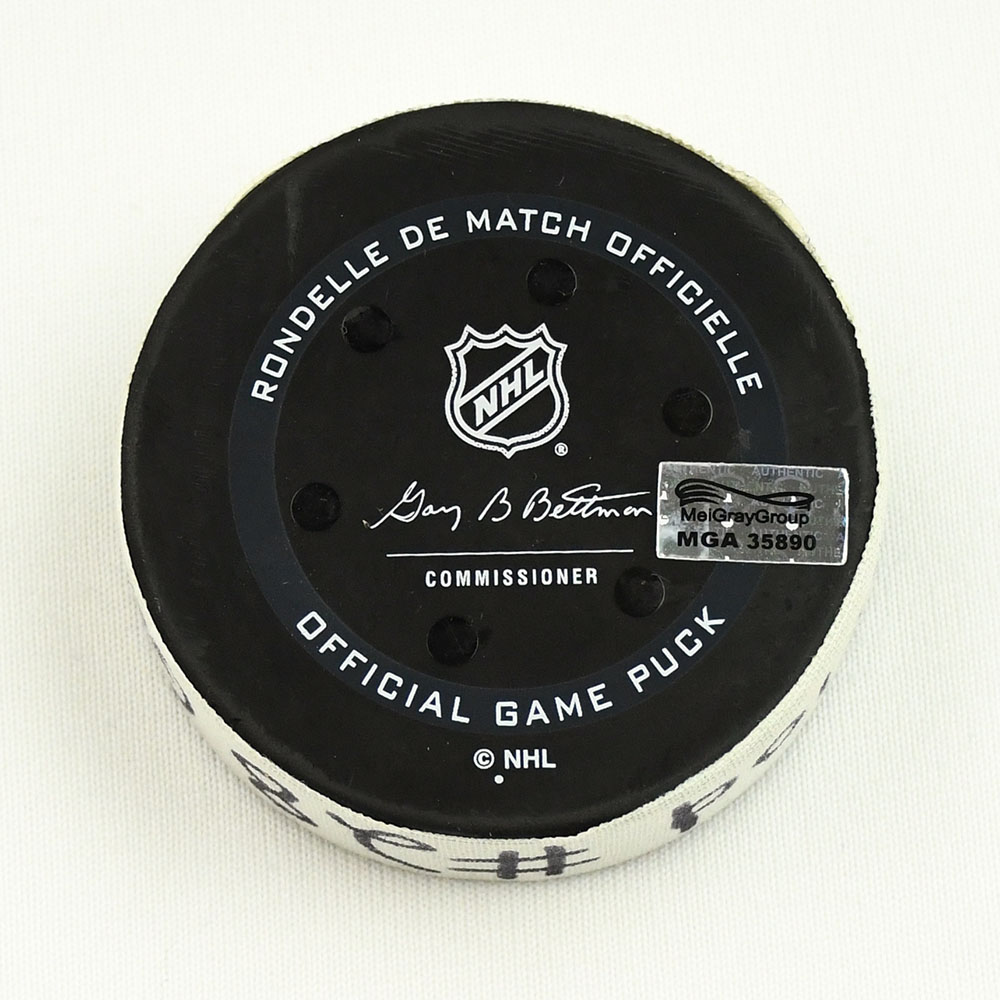 RONDELLE DE MATCH OFFICIELLE
NHL
®
Gary B Bettman
COMMISSIONER
AUTHENTIC
MeiGrayGroup
MGA 35890
OFFICIAL GAME PUCK
© NHL